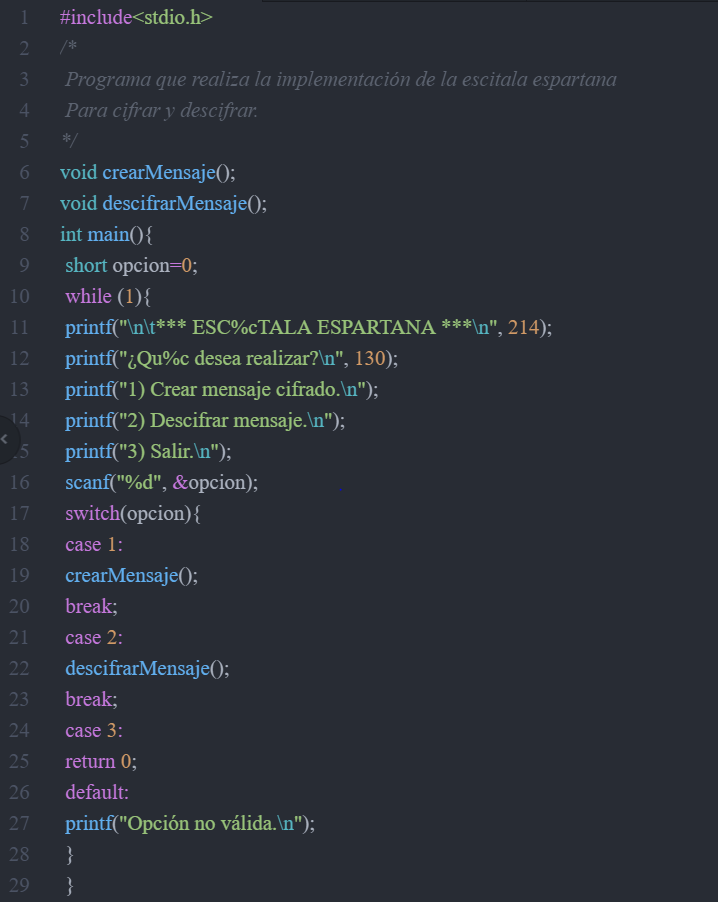 1 #include<stdio.h>
2 /*
3 Programa que realiza la implementación de la escitala espartana
4 Para cifrar y descifrar.
5 */
6 void crearMensaje();
7 void descifrarMensaje();
8 int main(){
9 short opcion=0;
10 while (1){
11 printf("\n\t*** ESC%cTALA ESPARTANA ***\n", 214);
12 printf("¿Qu%c desea realizar?\n", 130);
13 printf("1) Crear mensaje cifrado.\n");
14 printf("2) Descifrar mensaje.\n");
15 printf("3) Salir.\n");
16 scanf("%d", &opcion);
17 switch(opcion){
18 case 1:
19 crearMensaje();
20 break;
21 case 2:
22 descifrarMensaje();
23 break;
24 case 3:
25 return 0;
26 default:
27 printf("Opción no válida.\n");
28 }
29 }